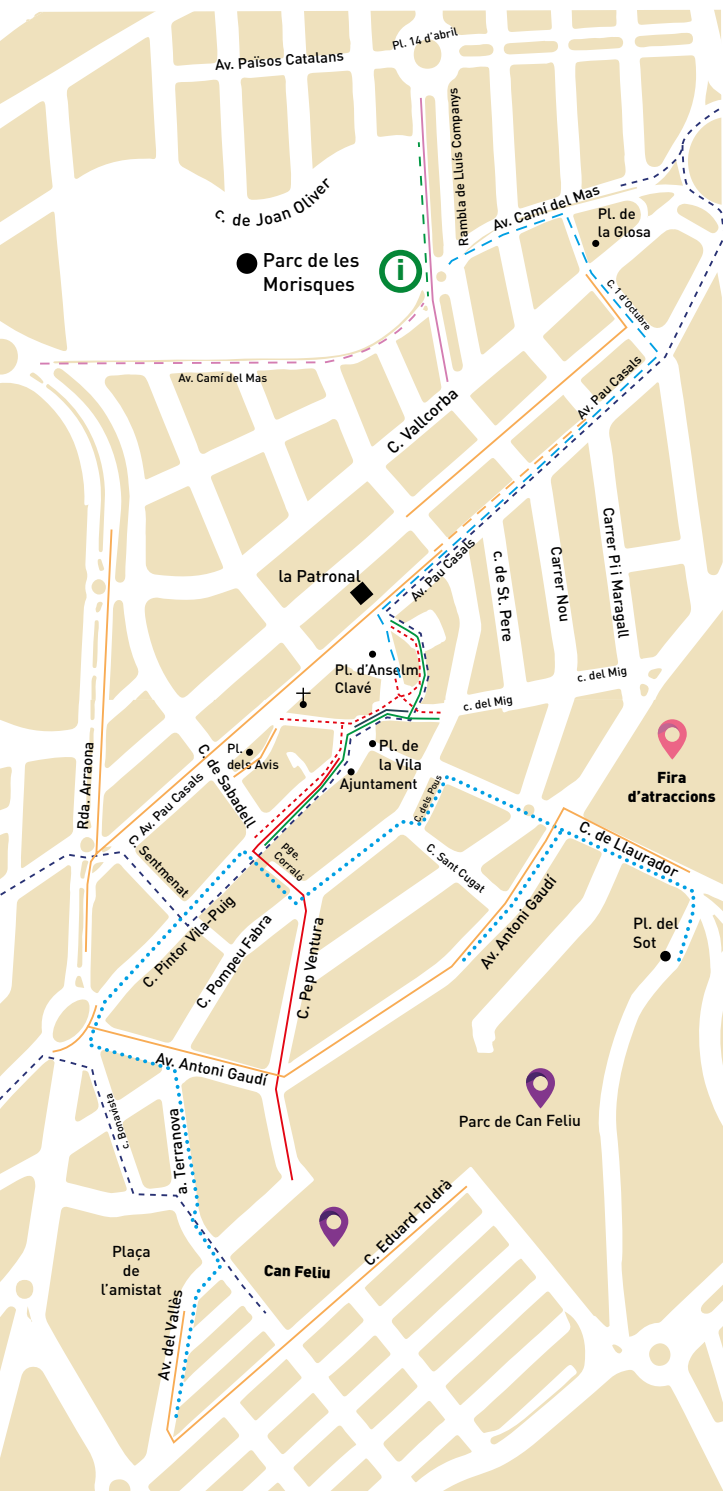 Pl. 14 d'abril
Av. Països Catalans
Rambla de Lluís Companys
c. de Joan Oliver
Av. Camí del Mas
Pl. de
la Glosa
Parc de les
Morisques
i
C. 1 d'Octubre
Av. Camí del Mas
Av. Pau Casals
C. Vallcorba
Carrer Pi i Maragall
Av. Pau Casals
c. de St. Pere
Carrer Nou
la Patronal
Pl. d'Anselm
Clavé
c. del Mig
c. del Mig
Pl.
dels Avis
Pl. de
la Vila
Ajuntament
Fira
d'atraccions
Rda. Arraona
C. de Sabadell
Av. Pau Casals
C. dels Pous
C. Sentmenat
pge.
Corraló
C. Sant Cugat
C. de Llaurador
C. Pintor Vila-Puig
C. Pompeu Fabra
C. Pep Ventura
Av. Antoni Gaudí
Pl. del
Sot
Av. Antoni Gaudí
c. Bonavista
a. Terranova
Parc de Can Feliu
C. Eduard Toldrà
Plaça
de
l'amistat
Can Feliu
Av. del Vallès